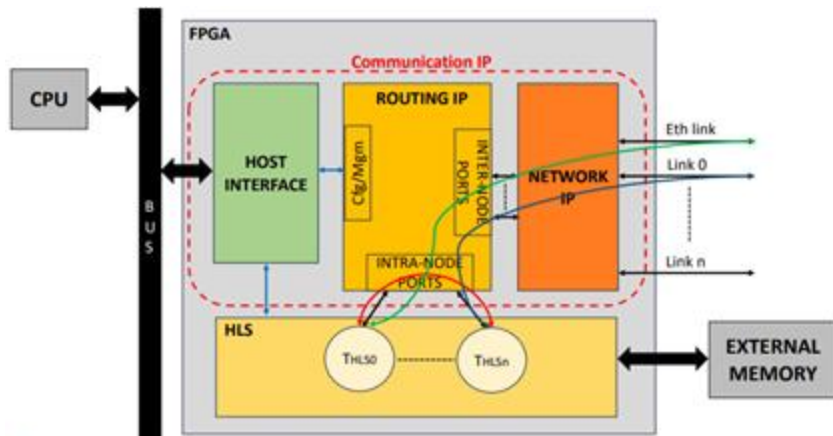 FPGA
Communication IP
CPU
ROUTING IP
HOST
INTERFACE
Cfg/Mgm
INTER-NODE
PORTS
NETWORK
IP
Eth link
Link 0
Link n
BUS
INTRA-NODE
PORTS
HLS
THLS0
THLSn
EXTERNAL
MEMORY